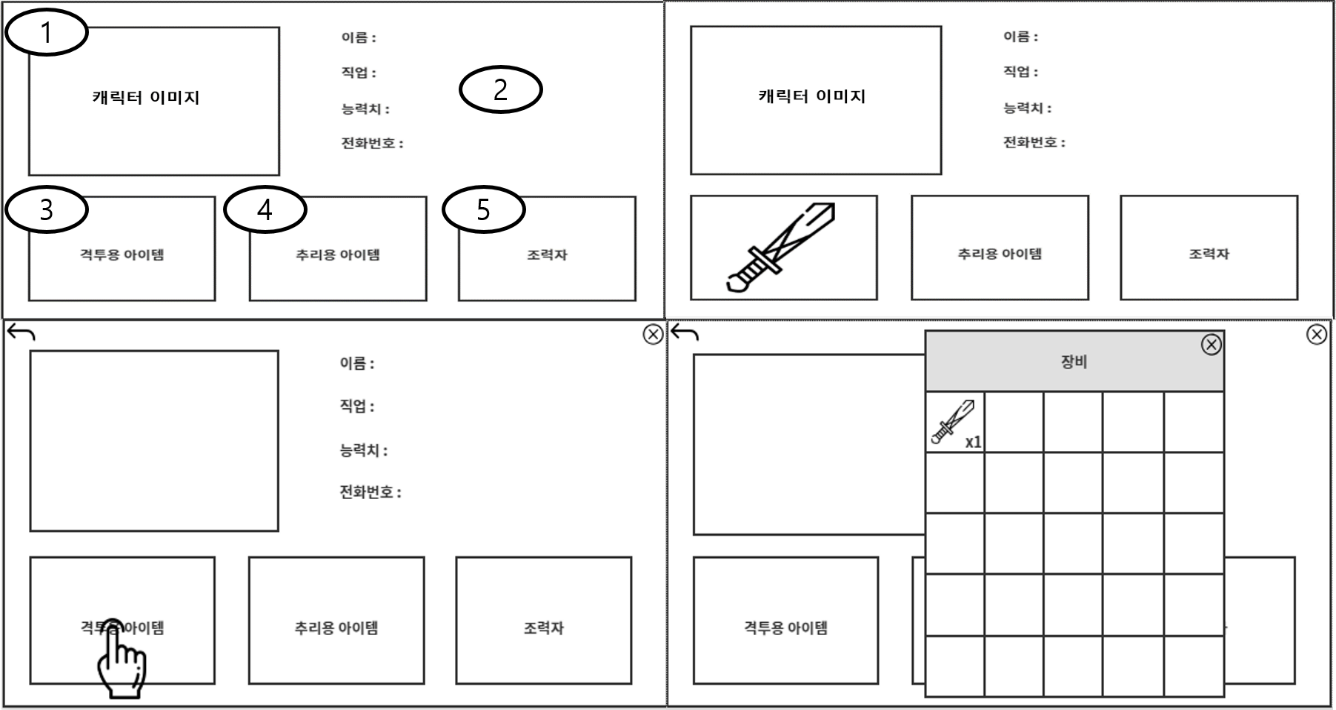 1
이름 :
직업 :
2
캐릭터 이미지
능력치 :
전화번호 :
3
4
5
격투용 아이템
추리용 아이템
조력자
이름 :
직업 :
캐릭터 이미지
능력치 :
전화번호 :
추리용 아이템
조력자
이름 :
직업 :
능력치 :
전화번호 :
격투용 아이템
추리용 아이템
조력자
장비
x1
격투용 아이템